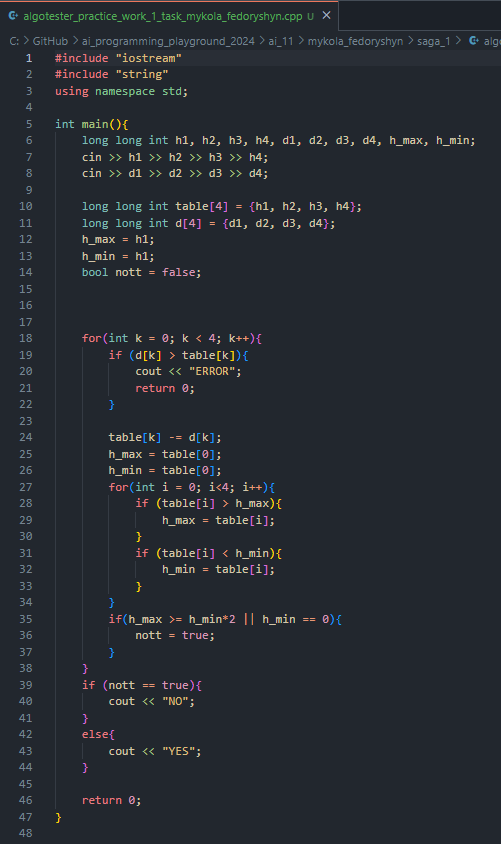 algotester_practice_work_1_task_mykola_fedoryshyn.cpp U
C: > GitHub > ai_programming_playground_2024 > ai_11 > mykola_fedoryshyn > saga_1 > algo
1 #include "iostream"
2 #include "string"
3 using namespace std;
4
5 int main(){
6     long long int h1, h2, h3, h4, d1, d2, d3, d4, h_max, h_min;
7     cin >> h1 >> h2 >> h3 >> h4;
8     cin >> d1 >> d2 >> d3 >> d4;
9
10     long long int table[4] = {h1, h2, h3, h4};
11     long long int d[4] = {d1, d2, d3, d4};
12     h_max = h1;
13     h_min = h1;
14     bool nott = false;
15
16
17
18     for(int k = 0; k < 4; k++){
19         if (d[k] > table[k]){
20             cout << "ERROR";
21             return 0;
22         }
23
24         table[k] -= d[k];
25         h_max = table[0];
26         h_min = table[0];
27         for(int i = 0; i<4; i++){
28             if (table[i] > h_max){
29                 h_max = table[i];
30             }
31             if (table[i] < h_min){
32                 h_min = table[i];
33             }
34         }
35         if(h_max >= h_min*2 || h_min == 0){
36             nott = true;
37         }
38     }
39     if (nott == true){
40         cout << "NO";
41     }
42     else{
43         cout << "YES";
44     }
45
46     return 0;
47 }
48